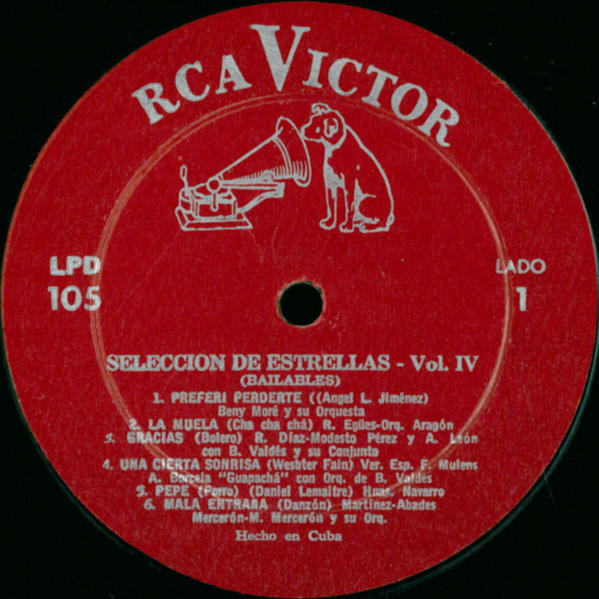 RCA VICTOR
LPD
105
LADO
1
SELECCION DE ESTRELLAS - Vol. IV
(BAILABLES)
1. PREFERI PERDERTE ((Angel L. Jiménez)
Beny Moré y su Orquesta
2. LA MUELA (Cha cha chá) R. Egües-Orq. Aragón
3. GRACIAS (Bolero) R. Díaz-Modesto Pérez y A. León
con B. Valdés y su Conjunto
4. UNA CIERTA SONRISA (Wesbter Fain) Ver. Esp. F. Mulens
A. Borcela "Guapachá" con Orq. de B. Valdés
5. PEPE (Porro) (Daniel Lemaitre) Hnas. Navarro
6. MALA ENTRAÑA (Danzón) Martínez-Abades
Mercerón-M. Mercerón y su Orq.
Hecho en Cuba